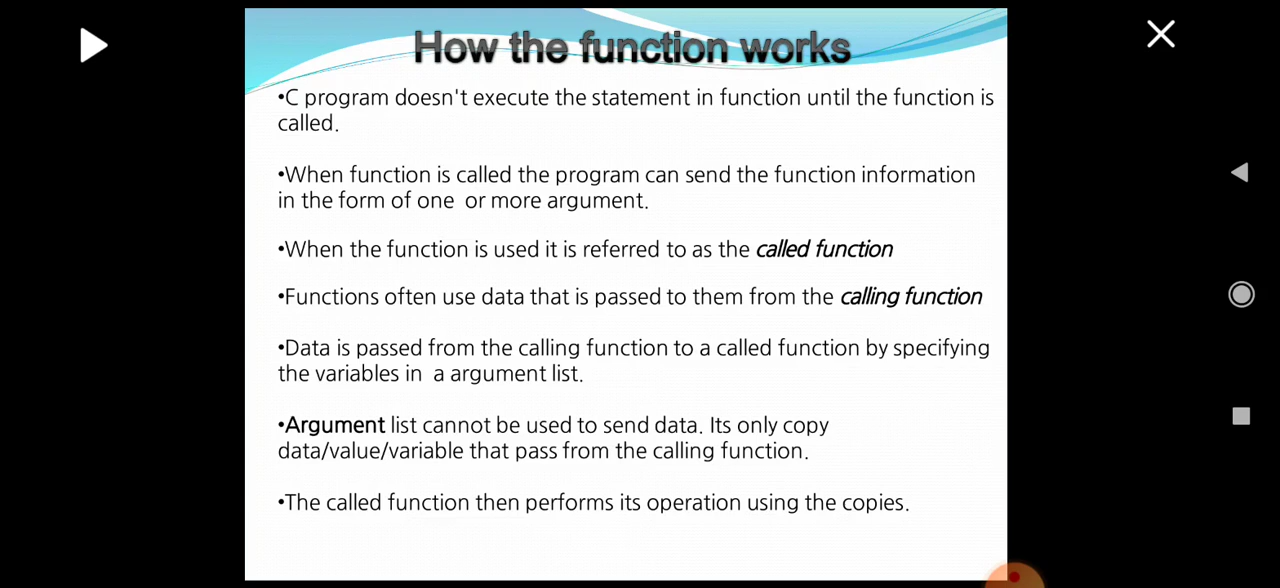 How the function works
•C program doesn't execute the statement in function until the function is
called.
•When function is called the program can send the function information
in the form of one  or more argument.
•When the function is used it is referred to as the called function
•Functions often use data that is passed to them from the calling function
•Data is passed from the calling function to a called function by specifying
the variables in  a argument list.
•Argument list cannot be used to send data. Its only copy
data/value/variable that pass from the calling function.
•The called function then performs its operation using the copies.